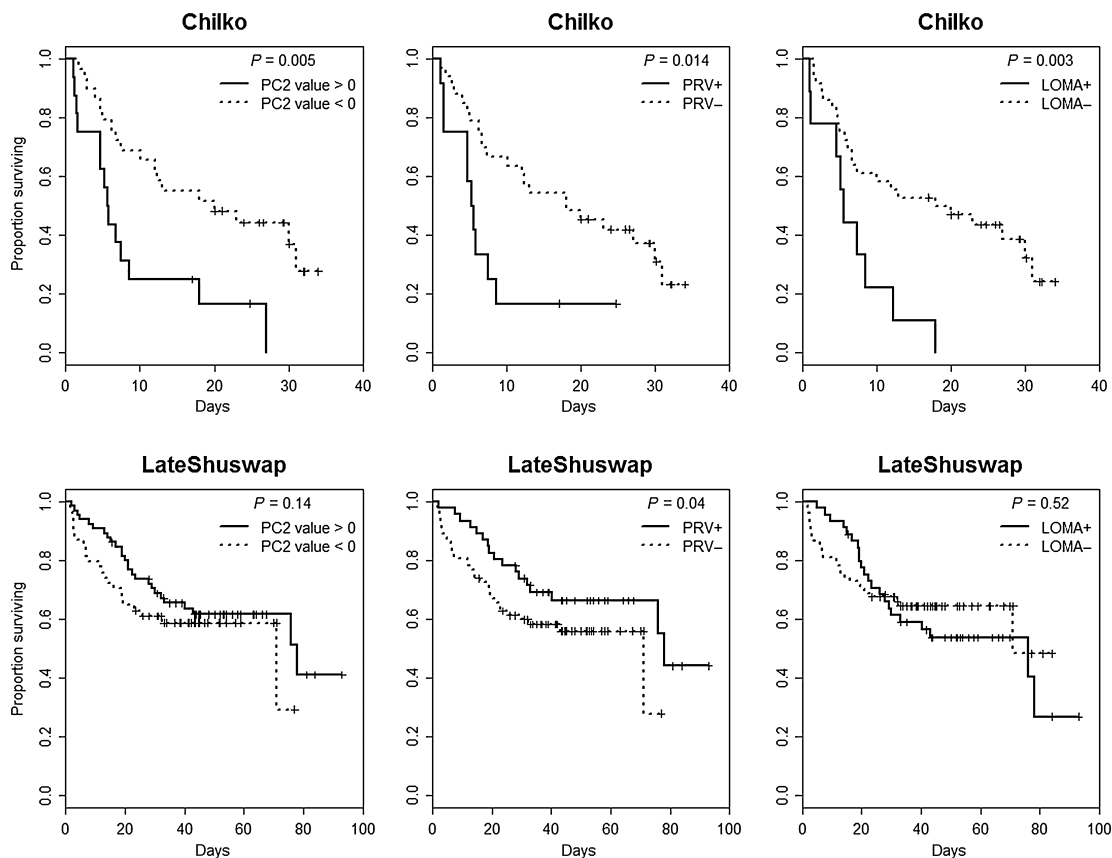 Chilko
P = 0.005
PC2 value > 0
PC2 value < 0
Proportion surviving
1.0
0.8
0.6
0.4
0.2
0.0
0 10 20 30 40
Days
Chilko
P = 0.014
PRV+
PRV–
1.0
0.8
0.6
0.4
0.2
0.0
0 10 20 30 40
Days
Chilko
P = 0.003
LOMA+
LOMA–
1.0
0.8
0.6
0.4
0.2
0.0
0 10 20 30 40
Days
LateShuswap
P = 0.14
PC2 value > 0
PC2 value < 0
Proportion surviving
1.0
0.8
0.6
0.4
0.2
0.0
0 20 40 60 80 100
Days
LateShuswap
P = 0.04
PRV+
PRV–
1.0
0.8
0.6
0.4
0.2
0.0
0 20 40 60 80 100
Days
LateShuswap
P = 0.52
LOMA+
LOMA–
1.0
0.8
0.6
0.4
0.2
0.0
0 20 40 60 80 100
Days